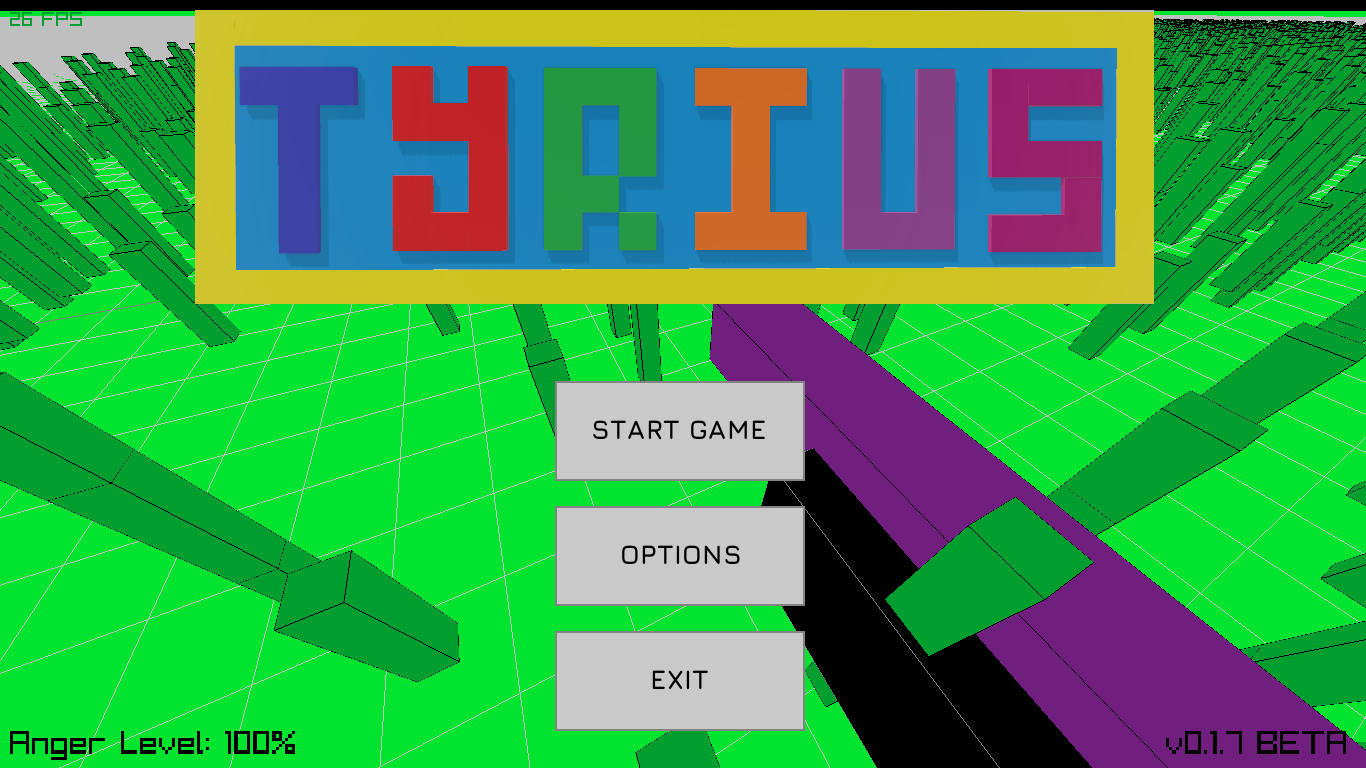 26 FPS
TYRIUS
START GAME
OPTIONS
EXIT
Anger Level: 100%
v0.1.7 BETA